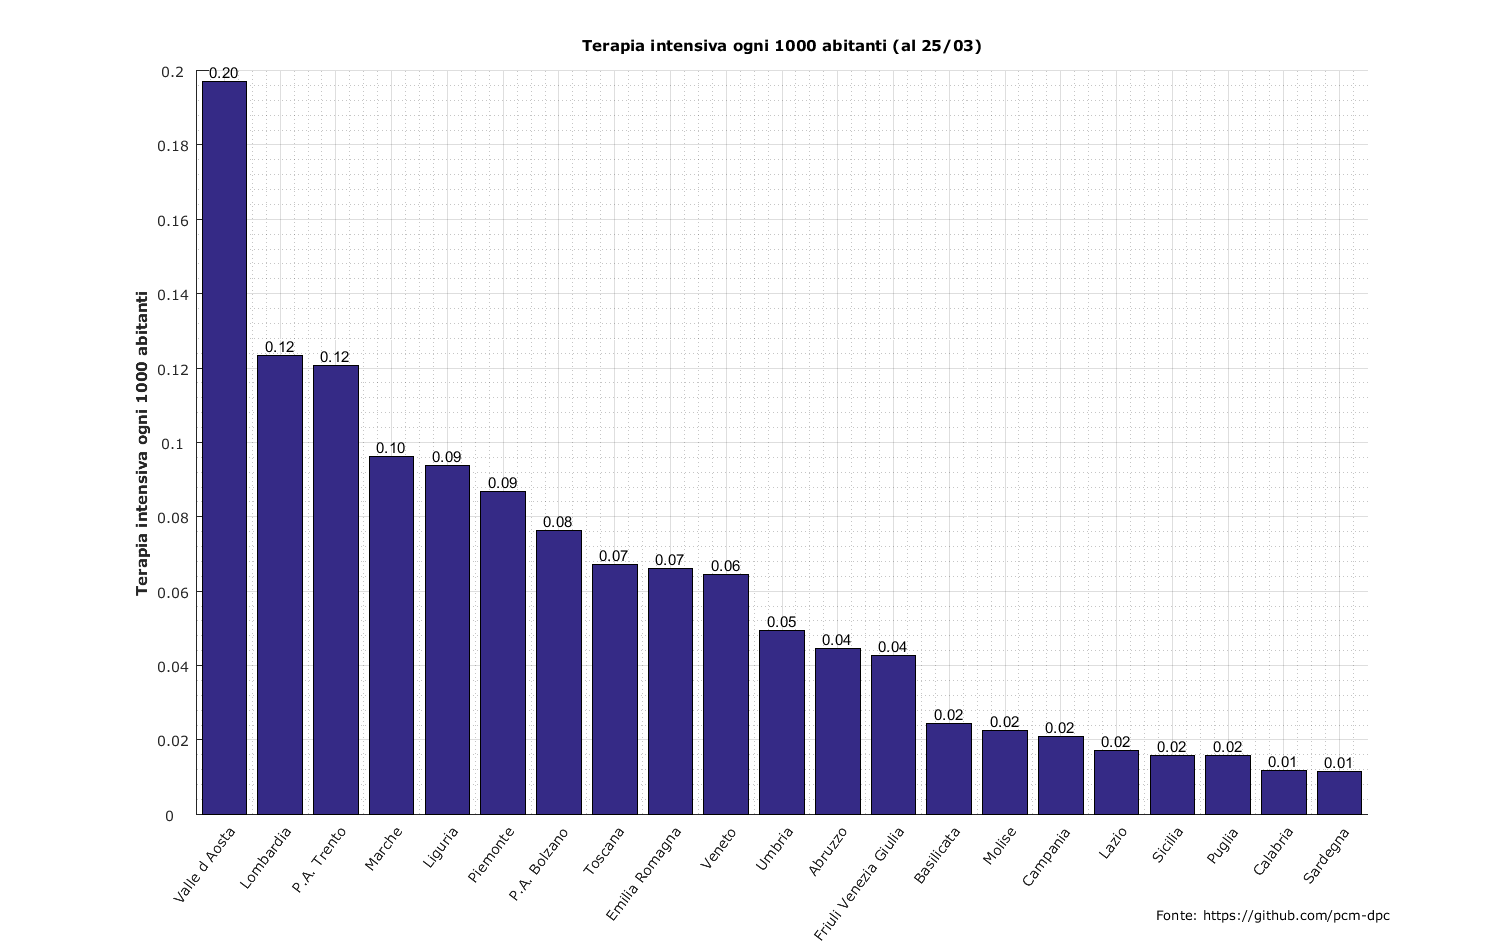 Terapia intensiva ogni 1000 abitanti (al 25/03)
Terapia intensiva ogni 1000 abitanti
0.2
0.18
0.16
0.14
0.12
0.1
0.08
0.06
0.04
0.02
0
0.20
0.12
0.12
0.10
0.09
0.09
0.08
0.07
0.07
0.06
0.05
0.04
0.04
0.02
0.02
0.02
0.02
0.02
0.02
0.01
0.01
Valle d Aosta
Lombardia
P.A. Trento
Marche
Liguria
Piemonte
P.A. Bolzano
Toscana
Emilia Romagna
Veneto
Umbria
Abruzzo
Friuli Venezia Giulia
Basilicata
Molise
Campania
Lazio
Sicilia
Puglia
Calabria
Sardegna
Fonte: https://github.com/pcm-dpc